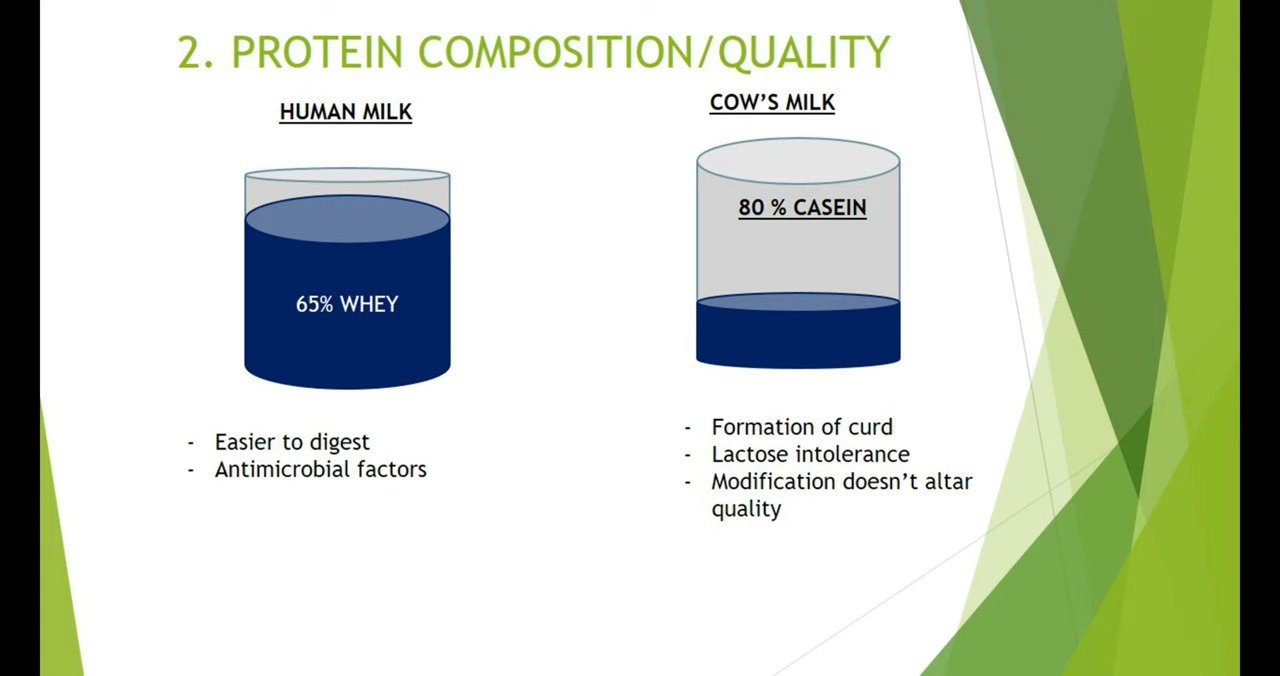 2. PROTEIN COMPOSITION/QUALITY
HUMAN MILK
65% WHEY
- Easier to digest
- Antimicrobial factors
COW'S MILK
80 % CASEIN
- Formation of curd
- Lactose intolerance
- Modification doesn't altar
quality